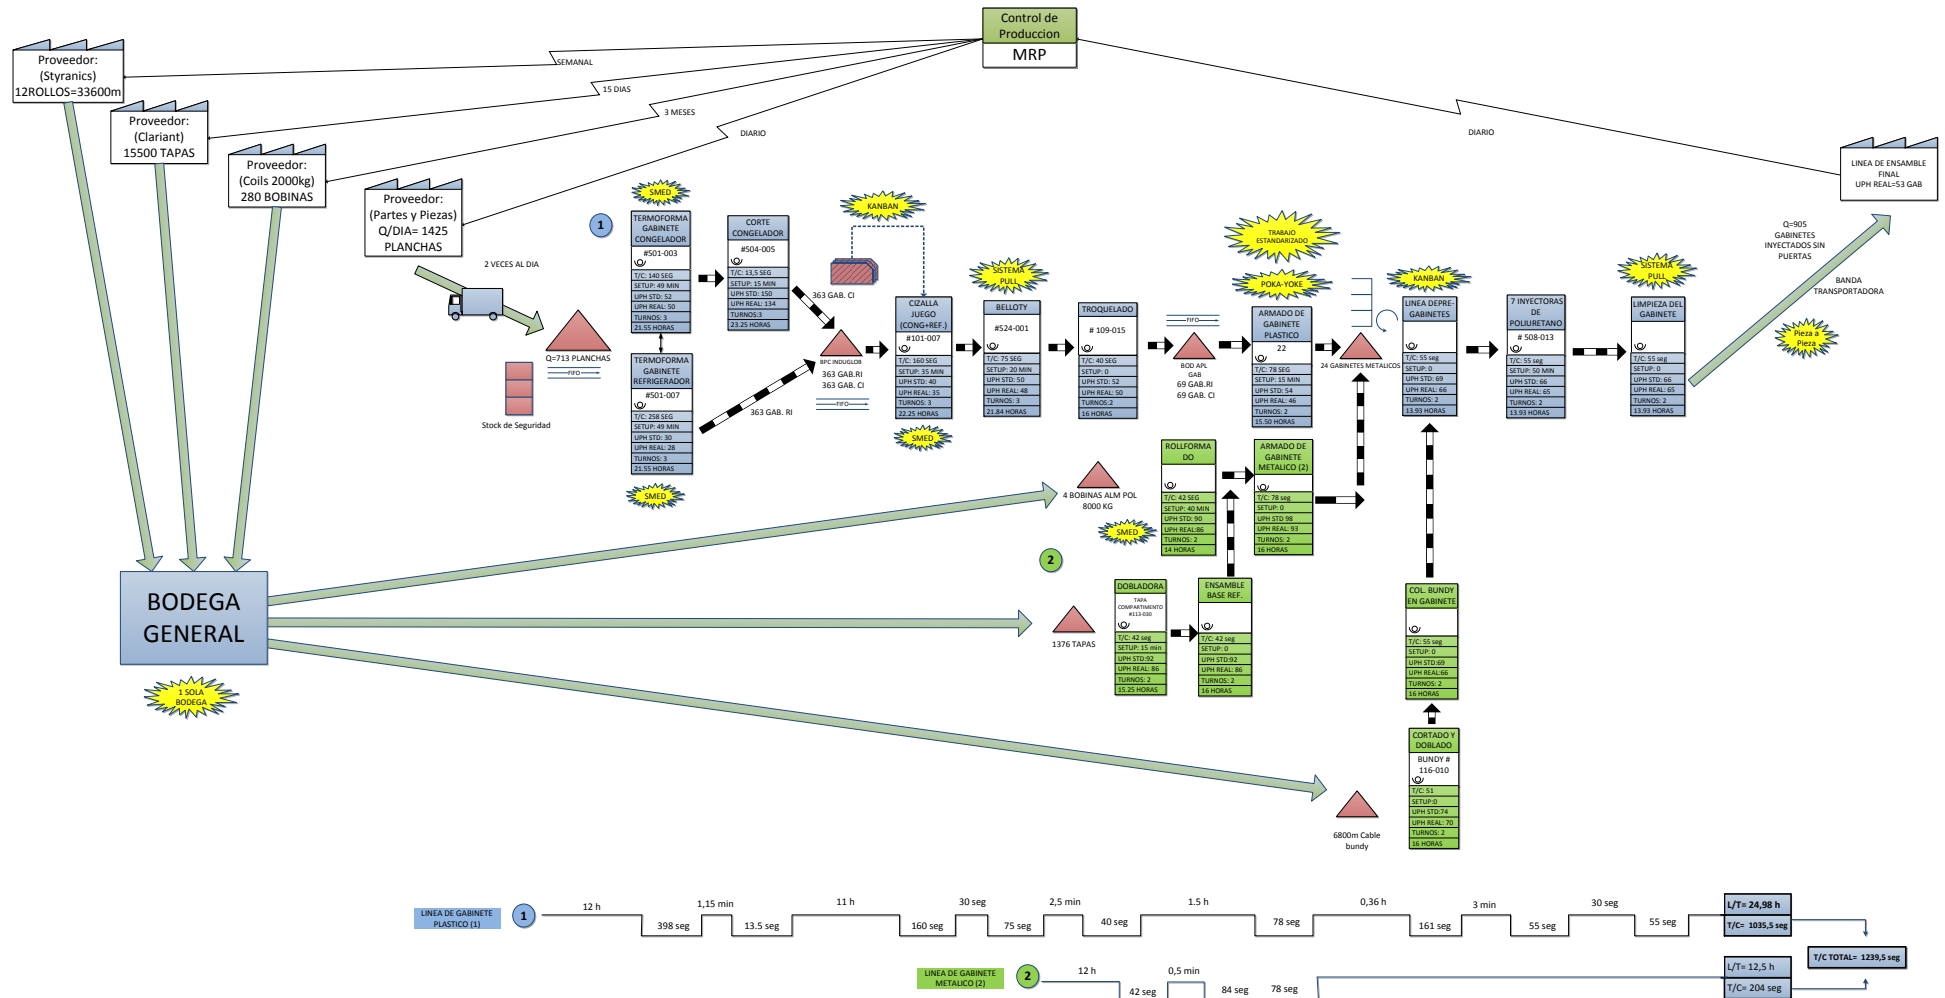 Control de
Produccion
MRP
Proveedor:
(Styranics)
12ROLLOS=33600m
SEMANAL
Proveedor:
(Clariant)
15500 TAPAS
15 DIAS
Proveedor:
(Coils 2000kg)
280 BOBINAS
3 MESES
Proveedor:
(Partes y Piezas)
Q/DIA= 1425
PLANCHAS
DIARIO
DIARIO
LINEA DE ENSAMBLE
FINAL
UPH REAL=53 GAB
2 VECES AL DIA
Q=713 PLANCHAS
FIFO
Stock de Seguridad
1
SMED
TERMOFORMA
GABINETE
CONGELADOR
#501-003
T/C: 140 SEG
SETUP: 49 MIN
UPH STD: 52
UPH REAL: 50
TURNOS: 3
21.55 HORAS
TERMOFORMA
GABINETE
REFRIGERADOR
#501-007
T/C: 258 SEG
SETUP: 49 MIN
UPH STD: 30
UPH REAL: 28
TURNOS: 3
21.55 HORAS
SMED
CORTE
CONGELADOR
#504-005
T/C: 13,5 SEG
SETUP: 15 MIN
UPH STD: 150
UPH REAL: 134
TURNOS:3
23.25 HORAS
KANBAN
363 GAB. CI
363 GAB. RI
BPC INDUGLOB
363 GAB.RI
363 GAB. CI
FIFO
CIZALLA
JUEGO
(CONG+REF.)
#101-007
T/C: 160 SEG
SETUP: 35 MIN
UPH STD: 40
UPH REAL: 35
TURNOS: 3
22.25 HORAS
SMED
SISTEMA
PULL
BELLOTY
#524-001
T/C: 75 SEG
SETUP: 20 MIN
UPH STD: 50
UPH REAL: 48
TURNOS: 3
21.84 HORAS
TROQUELADO
# 109-015
T/C: 40 SEG
SETUP: 0
UPH STD: 52
UPH REAL: 50
TURNOS:2
16 HORAS
FIFO
BOD APL
GAB
69 GAB.RI
69 GAB. CI
TRABAJO
ESTANDARIZADO
POKA-YOKE
ARMADO DE
GABINETE
PLASTICO
22
T/C: 78 SEG
SETUP: 15 MIN
UPH STD: 54
UPH REAL: 46
TURNOS: 2
15.50 HORAS
24 GABINETES METALICOS
KANBAN
LINEA DEPRE-
GABINETES
T/C: 55 seg
SETUP: 0
UPH STD: 69
UPH REAL: 66
TURNOS: 2
13.93 HORAS
7 INYECTORAS
DE
POLIURETANO
# 508-013
T/C: 55 seg
SETUP: 50 MIN
UPH STD: 66
UPH REAL: 65
TURNOS: 2
13.93 HORAS
SISTEMA
PULL
LIMPIEZA DEL
GABINETE
T/C: 55 seg
SETUP: 0
UPH STD: 66
UPH REAL: 65
TURNOS: 2
13.93 HORAS
Q=905
GABINETES
INYECTADOS SIN
PUERTAS
BANDA
TRANSPORTADORA
Pieza a
Pieza
4 BOBINAS ALM POL
8000 KG
SMED
ROLLFORMA
DO
T/C: 42 SEG
SETUP: 40 MIN
UPH STD: 90
UPH REAL:86
TURNOS: 2
14 HORAS
ARMADO DE
GABINETE
METALICO (2)
T/C: 78 seg
SETUP: 0
UPH STD 98
UPH REAL: 93
TURNOS: 2
16 HORAS
2
BODEGA
GENERAL
1 SOLA
BODEGA
1376 TAPAS
DOBLADORA
TAPA
COMPARTIMENTO
#113-030
T/C: 42 seg
SETUP: 15 min
UPH STD:92
UPH REAL: 86
TURNOS: 2
15.25 HORAS
ENSAMBLE
BASE REF.
T/C: 42 seg
SETUP: 0
UPH STD:92
UPH REAL: 86
TURNOS: 2
16 HORAS
COL. BUNDY
EN GABINETE
T/C: 55 seg
SETUP: 0
UPH STD:69
UPH REAL:66
TURNOS: 2
16 HORAS
CORTADO Y
DOBLADO
BUNDY #
116-010
T/C: 51
SETUP:0
UPH STD:74
UPH REAL: 70
TURNOS: 2
16 HORAS
6800m Cable
bundy
LINEA DE GABINETE
PLASTICO (1)
1
12 h
398 seg
1,15 min
13.5 seg
11 h
160 seg
30 seg
75 seg
2,5 min
40 seg
1.5 h
78 seg
0,36 h
161 seg
3 min
55 seg
30 seg
55 seg
L/T= 24,98 h
T/C= 1035,5 seg
T/C TOTAL= 1239,5 seg
LINEA DE GABINETE
METALICO (2)
2
12 h
42 seg
0,5 min
84 seg
78 seg
L/T= 12,5 h
T/C= 204 seg